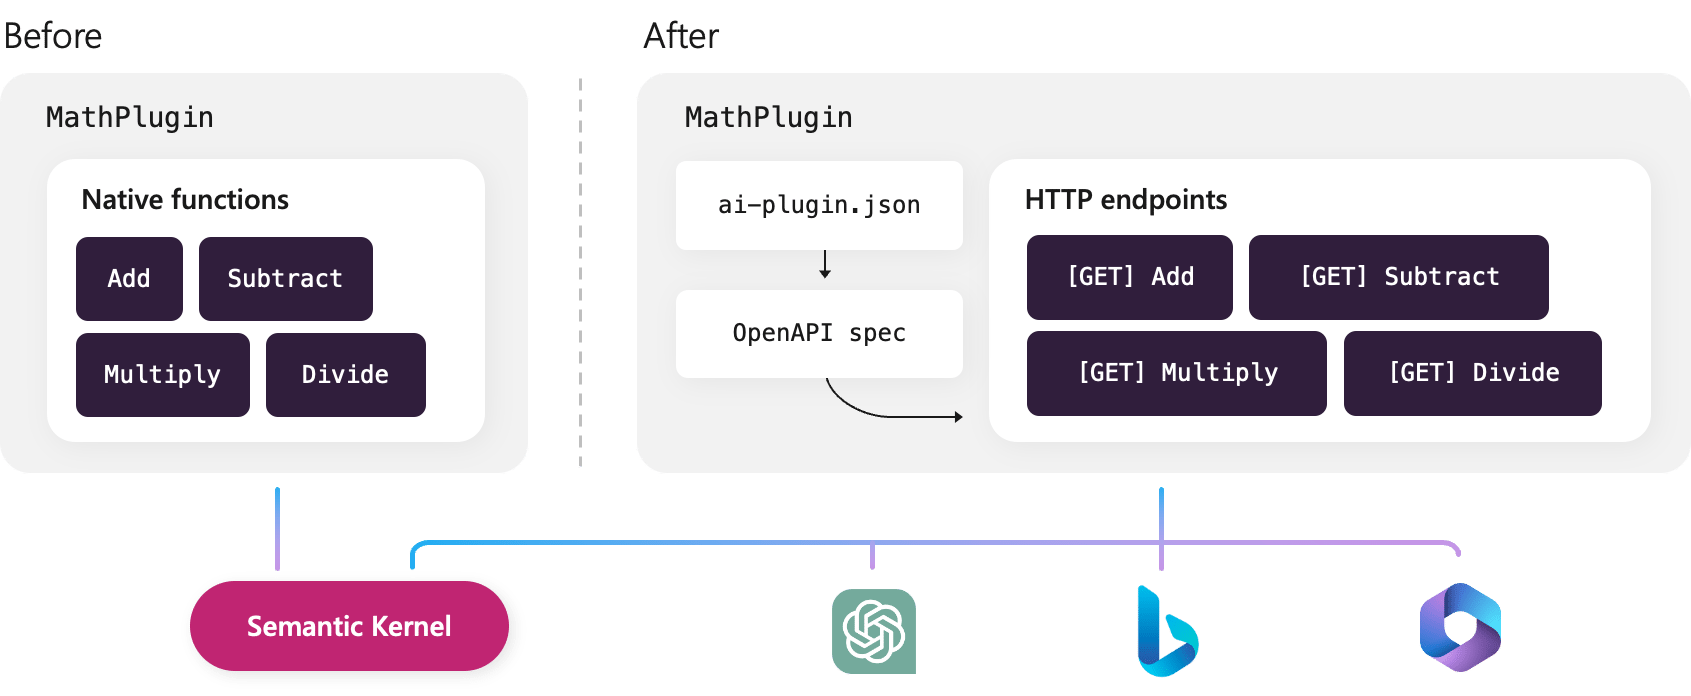 Before
After
MathPlugin
Native functions
Add
Subtract
Multiply
Divide
MathPlugin
ai-plugin.json
OpenAPI spec
HTTP endpoints
[GET] Add
[GET] Subtract
[GET] Multiply
[GET] Divide
Semantic Kernel